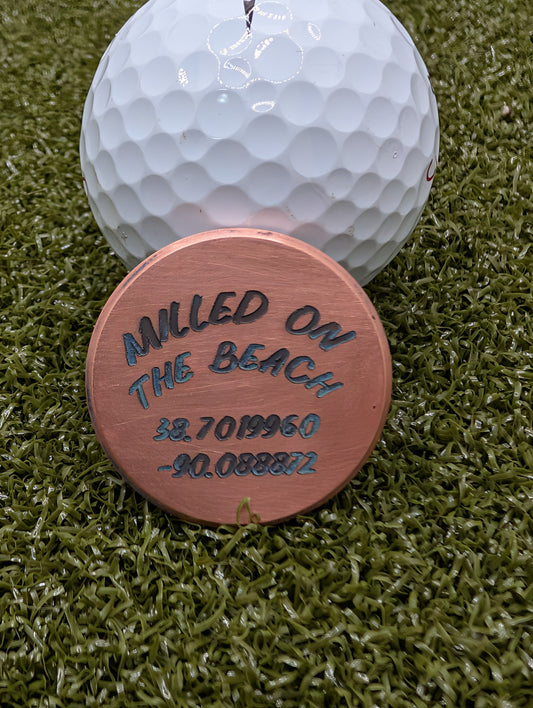 MILLED ON
THE BEACH
38.7019960
-90.088872